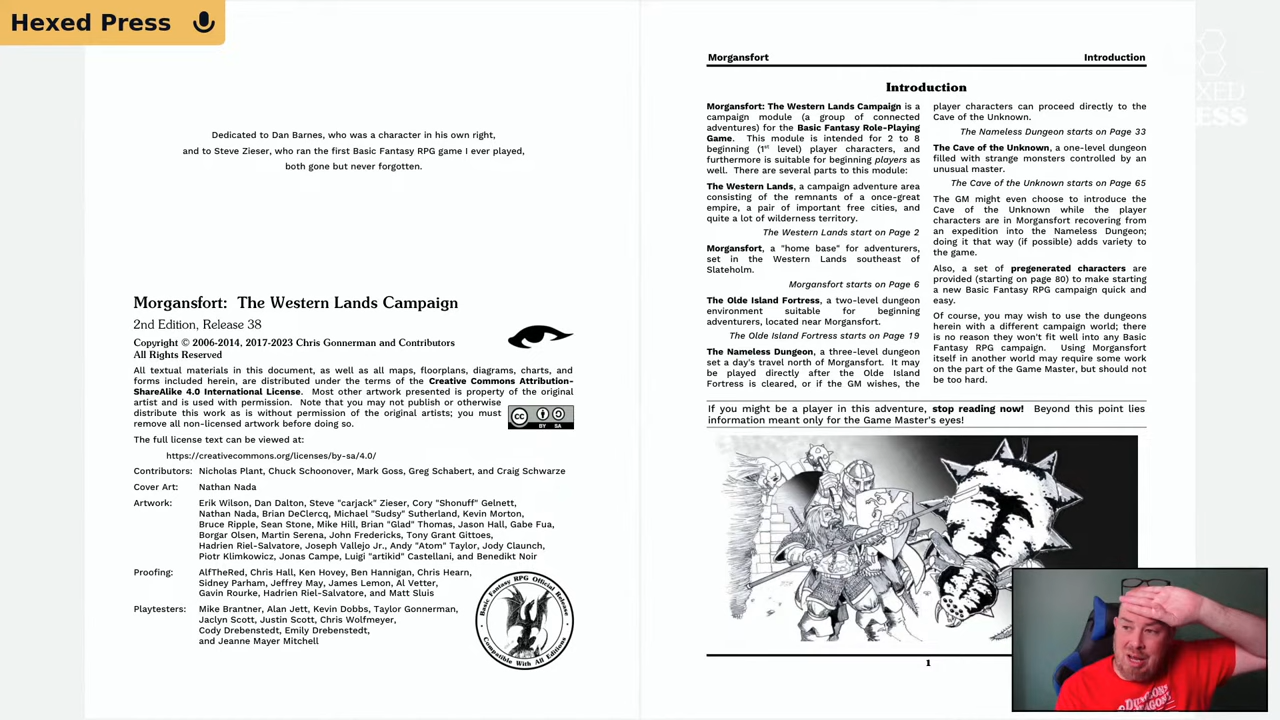 Hexed Press
Dedicated to Dan Barnes, who was a character in his own right,
and to Steve Zieser, who ran the first Basic Fantasy RPG game I ever played,
both gone but never forgotten.
Morgansfort: The Western Lands Campaign
2nd Edition, Release 38
Copyright © 2006-2014, 2017-2023 Chris Gonnerman and Contributors
All Rights Reserved
All textual materials in this document, as well as all maps, floorplans, diagrams, charts, and
forms included herein, are distributed under the terms of the Creative Commons Attribution-
ShareAlike 4.0 International License. Most other artwork presented is property of the original
artist and is used with permission. Note that you may not publish or otherwise
distribute this work as is without permission of the original artists; you must
remove all non-licensed artwork before doing so.
CC BY SA
The full license text can be viewed at:
https://creativecommons.org/licenses/by-sa/4.0/
Contributors: Nicholas Plant, Chuck Schoonover, Mark Goss, Greg Schabert, and Craig Schwarze
Cover Art: Nathan Nada
Artwork: Erik Wilson, Dan Dalton, Steve "carjack" Zieser, Cory "Shonuff" Gelnett,
Nathan Nada, Brian DeClercq, Michael "Sudsy" Sutherland, Kevin Morton,
Bruce Ripple, Sean Stone, Mike Hill, Brian "Glad" Thomas, Jason Hall, Gabe Fua,
Borgar Olsen, Martin Serena, John Fredericks, Tony Grant Gittoes,
Hadrien Riel-Salvatore, Joseph Vallejo Jr., Andy "Atom" Taylor, Jody Claunch,
Piotr Klimkowicz, Jonas Campe, Luigi "artikid" Castellani, and Benedikt Noir
Proofing: AlfTheRed, Chris Hall, Ken Hovey, Ben Hannigan, Chris Hearn,
Sidney Parham, Jeffrey May, James Lemon, Al Vetter,
Gavin Rourke, Hadrien Riel-Salvatore, and Matt Sluis
Playtesters: Mike Brantner, Alan Jett, Kevin Dobbs, Taylor Gonnerman,
Jaclyn Scott, Justin Scott, Chris Wolfmeyer,
Cody Drebenstedt, Emily Drebenstedt,
and Jeanne Mayer Mitchell
Basic Fantasy RPG Official Release
Compatible With All Editions
Morgansfort Introduction
Introduction
Morgansfort: The Western Lands Campaign is a
campaign module (a group of connected
adventures) for the Basic Fantasy Role-Playing
Game. This module is intended for 2 to 8
beginning (1st level) player characters, and
furthermore is suitable for beginning players as
well. There are several parts to this module:
The Western Lands, a campaign adventure area
consisting of the remnants of a once-great
empire, a pair of important free cities, and
quite a lot of wilderness territory.
The Western Lands start on Page 2
Morgansfort, a "home base" for adventurers,
set in the Western Lands southeast of
Slateholm.
Morgansfort starts on Page 6
The Olde Island Fortress, a two-level dungeon
environment suitable for beginning
adventurers, located near Morgansfort.
The Olde Island Fortress starts on Page 19
The Nameless Dungeon, a three-level dungeon
set a day's travel north of Morgansfort. It may
be played directly after the Olde Island
Fortress is cleared, or if the GM wishes, the
player characters can proceed directly to the
Cave of the Unknown.
The Nameless Dungeon starts on Page 33
The Cave of the Unknown, a one-level dungeon
filled with strange monsters controlled by an
unusual master.
The Cave of the Unknown starts on Page 65
The GM might even choose to introduce the
Cave of the Unknown while the player
characters are in Morgansfort recovering from
an expedition into the Nameless Dungeon;
doing it that way (if possible) adds variety to
the game.
Also, a set of pregenerated characters are
provided (starting on page 80) to make starting
a new Basic Fantasy RPG campaign quick and
easy.
Of course, you may wish to use the dungeons
herein with a different campaign world; there
is no reason they won't fit well into any Basic
Fantasy RPG campaign. Using Morgansfort
itself in another world may require some work
on the part of the Game Master, but should not
be too hard.
If you might be a player in this adventure, stop reading now! Beyond this point lies
information meant only for the Game Master's eyes!
1
DUNGEONS
DRAGONS